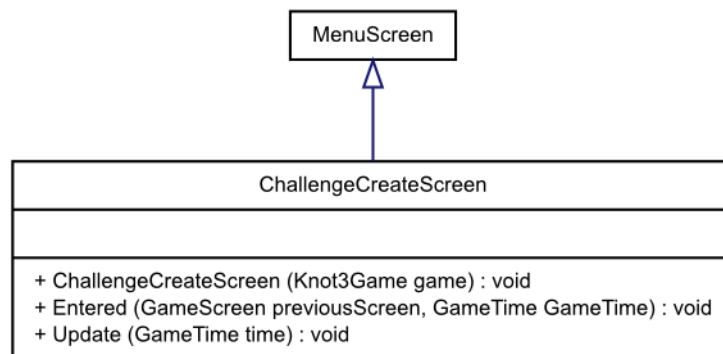 MenuScreen
ChallengeCreateScreen
+ ChallengeCreateScreen (Knot3Game game) : void
+ Entered (GameScreen previousScreen, GameTime GameTime) : void
+ Update (GameTime time) : void